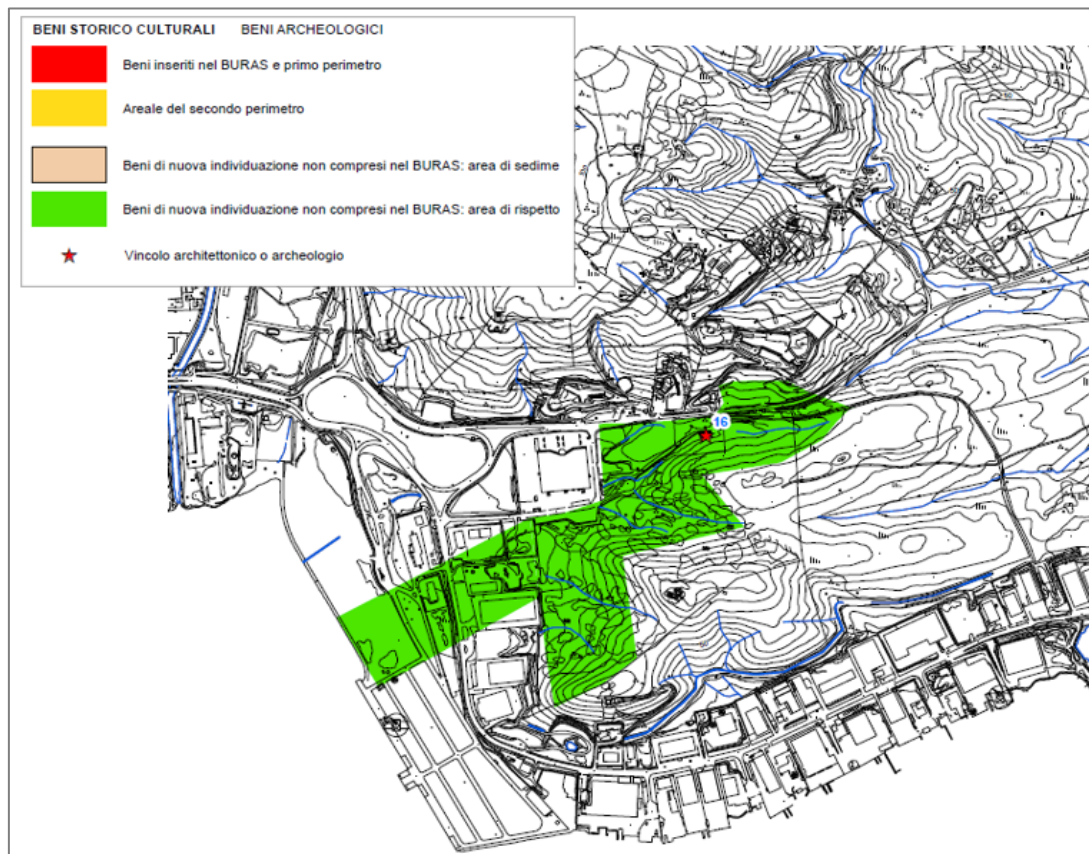 BENI STORICO CULTURALI BENI ARCHEOLOGICI
Beni inseriti nel BURAS e primo perimetro
Areale del secondo perimetro
Beni di nuova individuazione non compresi nel BURAS: area di sedime
Beni di nuova individuazione non compresi nel BURAS: area di rispetto
Vincolo architettonico o archeologio
16